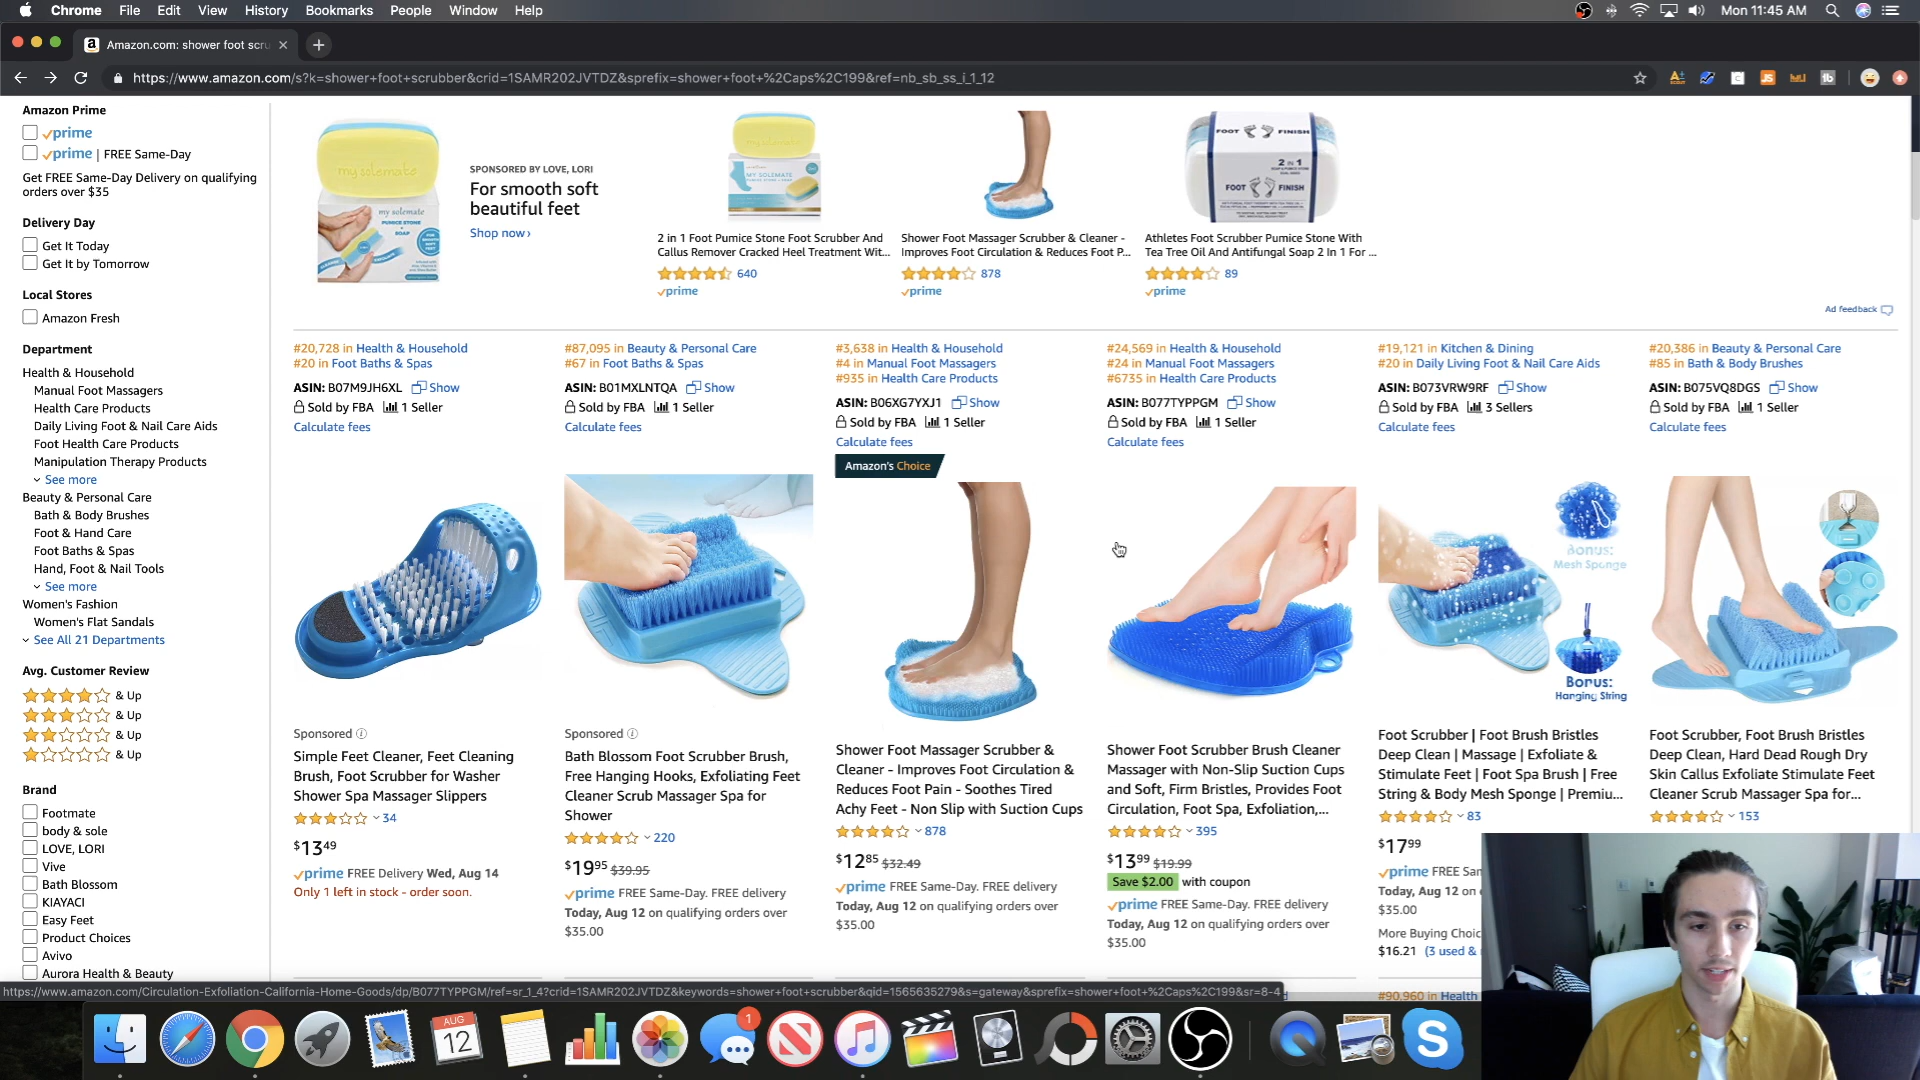 Chrome File Edit View History Bookmarks People Window Help
Mon 11:45 AM
Amazon.com: shower foot scru
https://www.amazon.com/s?k=shower+foot+scrubber&crid=1SAMR202JVTDZ&sprefix=shower+foot+%2Caps%2C199&ref=nb_sb_ss_i_1_12
Amazon Prime
prime
prime | FREE Same-Day
Get FREE Same-Day Delivery on qualifying
orders over $35
Delivery Day
Get It Today
Get It by Tomorrow
Local Stores
Amazon Fresh
Department
Health & Household
Manual Foot Massagers
Health Care Products
Daily Living Foot & Nail Care Aids
Foot Health Care Products
Manipulation Therapy Products
See more
Beauty & Personal Care
Bath & Body Brushes
Foot & Hand Care
Foot Baths & Spas
Hand, Foot & Nail Tools
See more
Women's Fashion
Women's Flat Sandals
See All 21 Departments
Avg. Customer Review
& Up
& Up
& Up
& Up
Brand
Footmate
body & sole
LOVE, LORI
Vive
Bath Blossom
KIAYACI
Easy Feet
Product Choices
Avivo
Aurora Health & Beauty
my solemate
my solemate
PUMICE STONE
+ SOAP
SPONSORED BY LOVE, LORI
For smooth soft
beautiful feet
Shop now›
MY SOLEMATE
2 in 1 Foot Pumice Stone Foot Scrubber And
Callus Remover Cracked Heel Treatment Wit...
640
prime
Shower Foot Massager Scrubber & Cleaner -
Improves Foot Circulation & Reduces Foot P...
878
prime
FOOT FINISH
2 IN 1
FOOT FINISH
Athletes Foot Scrubber Pumice Stone With
Tea Tree Oil And Antifungal Soap 2 In 1 For ...
89
prime
Ad feedback
#20,728 in Health & Household
#20 in Foot Baths & Spas
ASIN: B07M9JH6XL Show
Sold by FBA 1 Seller
Calculate fees
Sponsored
Simple Feet Cleaner, Feet Cleaning
Brush, Foot Scrubber for Washer
Shower Spa Massager Slippers
34
$13 49
prime FREE Delivery Wed, Aug 14
Only 1 left in stock - order soon.
#87,095 in Beauty & Personal Care
#67 in Foot Baths & Spas
ASIN: B01MXLNTQA Show
Sold by FBA 1 Seller
Calculate fees
Sponsored
Bath Blossom Foot Scrubber Brush,
Free Hanging Hooks, Exfoliating Feet
Cleaner Scrub Massager Spa for
Shower
220
$19 95 $39.95
prime FREE Same-Day. FREE delivery
Today, Aug 12 on qualifying orders over
$35.00
#3,638 in Health & Household
#4 in Manual Foot Massagers
#935 in Health Care Products
ASIN: B06XG7YXJ1 Show
Sold by FBA 1 Seller
Calculate fees
Amazon's Choice
Shower Foot Massager Scrubber &
Cleaner - Improves Foot Circulation &
Reduces Foot Pain - Soothes Tired
Achy Feet - Non Slip with Suction Cups
878
$12 85 $32.49
prime FREE Same-Day. FREE delivery
Today, Aug 12 on qualifying orders over
$35.00
#24,569 in Health & Household
#24 in Manual Foot Massagers
#6735 in Health Care Products
ASIN: B077TYPPGM Show
Sold by FBA 1 Seller
Calculate fees
Shower Foot Scrubber Brush Cleaner
Massager with Non-Slip Suction Cups
and Soft, Firm Bristles, Provides Foot
Circulation, Foot Spa, Exfoliation,...
395
$13 99 $19.99
Save $2.00 with coupon
prime FREE Same-Day. FREE delivery
Today, Aug 12 on qualifying orders over
$35.00
#19,121 in Kitchen & Dining
#20 in Daily Living Foot & Nail Care Aids
ASIN: B073VRW9RF Show
Sold by FBA 3 Sellers
Calculate fees
Bonus:
Mesh Sponge
Bonus:
Hanging String
Foot Scrubber | Foot Brush Bristles
Deep Clean | Massage | Exfoliate &
Stimulate Feet | Foot Spa Brush | Free
String & Body Mesh Sponge | Premiu...
83
$17 99
prime FREE Sam
Today, Aug 12 on
$35.00
More Buying Choic
$16.21 (3 used &
#90,960 in Health
#20,386 in Beauty & Personal Care
#85 in Bath & Body Brushes
ASIN: B075VQ8DGS Show
Sold by FBA 1 Seller
Calculate fees
Foot Scrubber, Foot Brush Bristles
Deep Clean, Hard Dead Rough Dry
Skin Callus Exfoliate Stimulate Feet
Cleaner Scrub Massager Spa for...
153
https://www.amazon.com/Circulation-Exfoliation-California-Home-Goods/dp/B077TYPPGM/ref=sr_1_4?crid=1SAMR202JVTDZ&keywords=shower+foot+scrubber&qid=1565635279&s=gateway&sprefix=shower+foot+%2Caps%2C199&sr=8-4
AUG
12
1